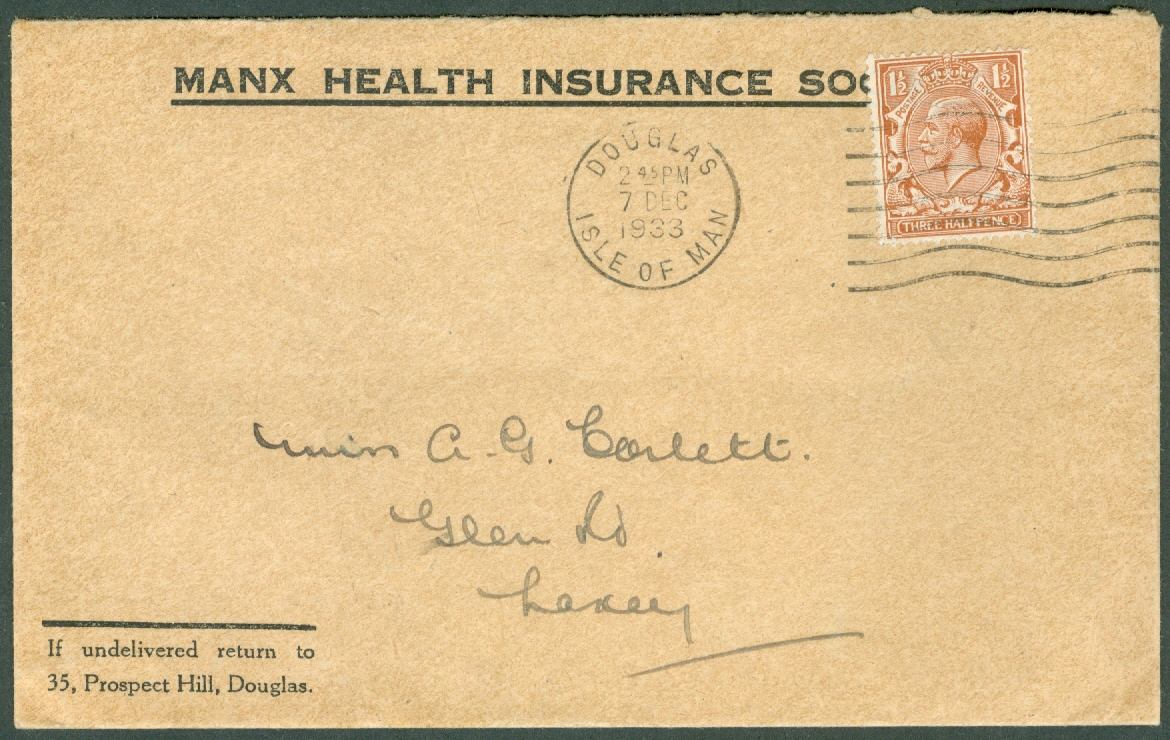 MANX HEALTH INSURANCE SOC
1½ 1½
POSTAGE REVENUE
THREE HALFPENCE
DOUGLAS
2 45 PM
7 DEC
1933
ISLE OF MAN
Miss A. G. Corlett.
Glen Rd.
Laxey
If undelivered return to
35, Prospect Hill, Douglas.